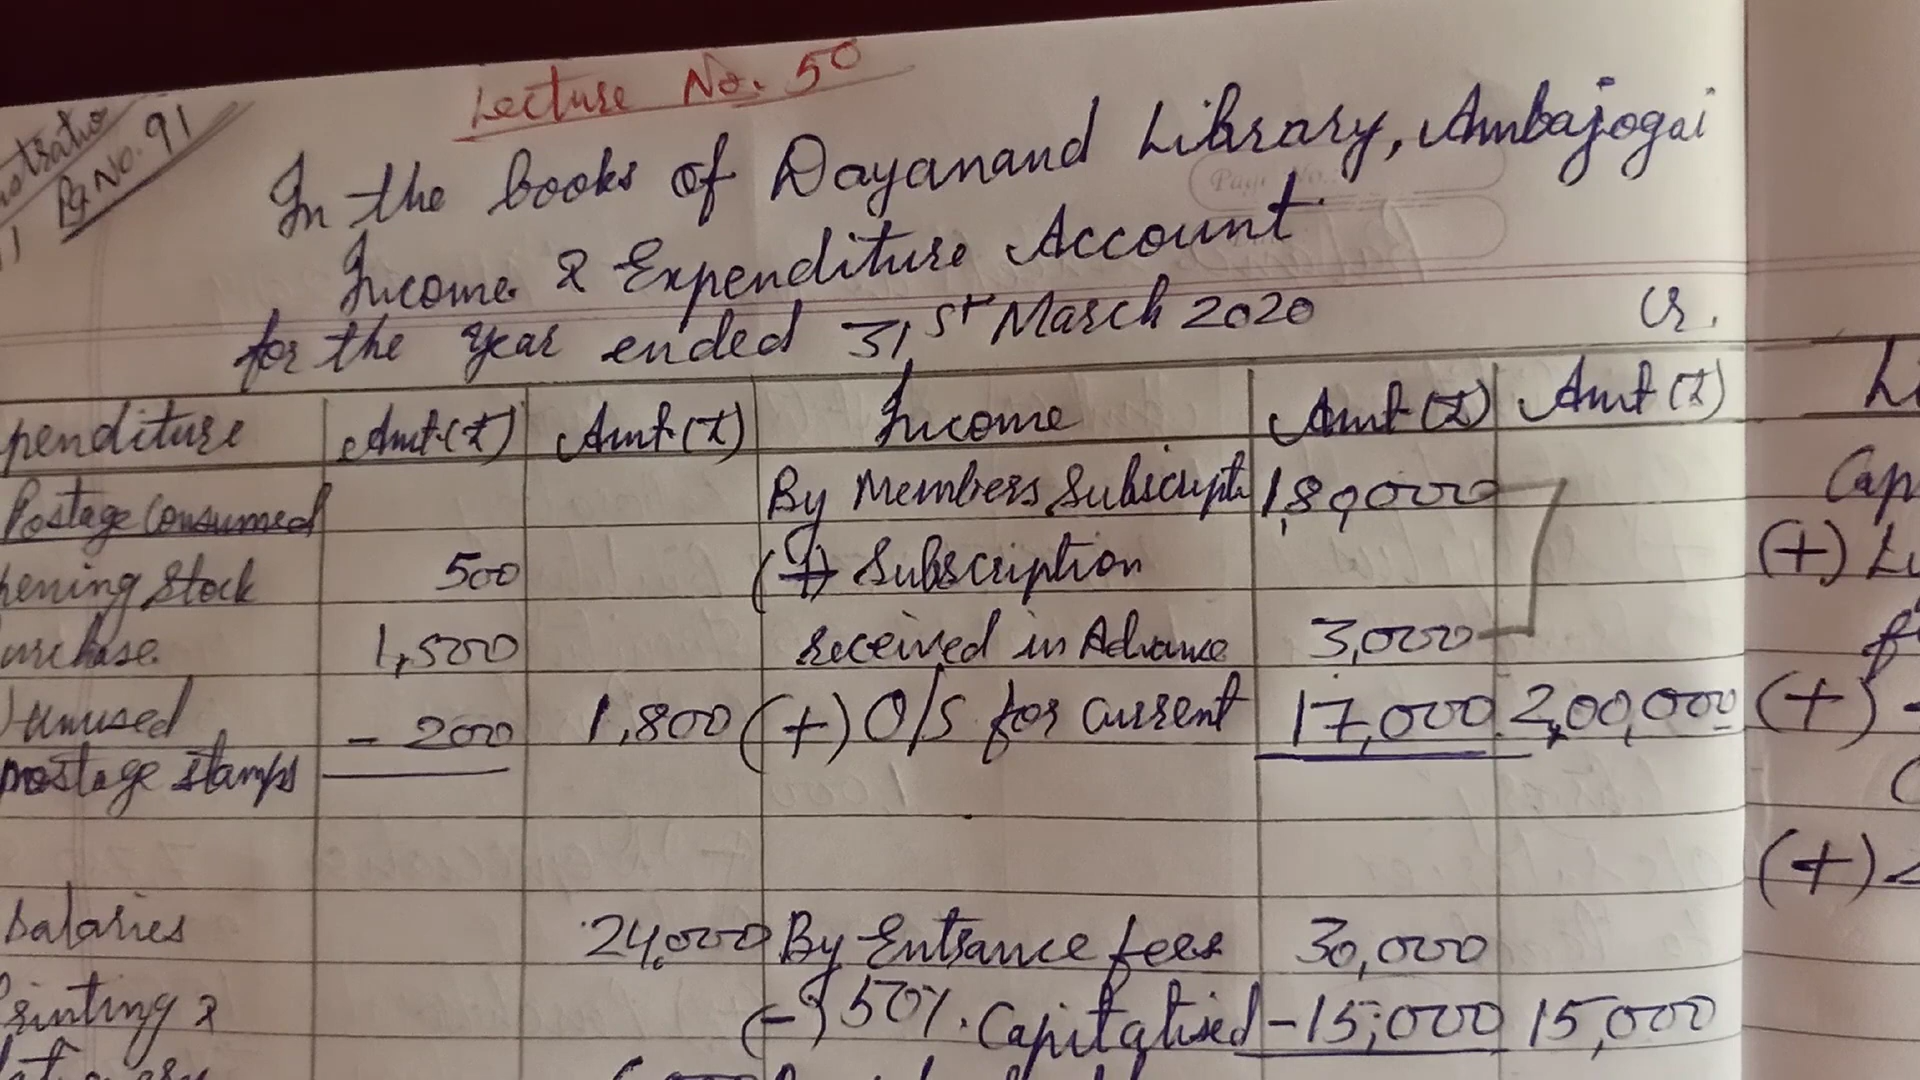 Lecture No. 50
Pg No. 91
In the books of Dayanand Library, Ambajogai
Income & Expenditure Account
for the Year ended 31st March 2020
Cr.
penditure Amt.(₹) Amt.(₹) Income Amt.(₹) Amt (₹)
Postage Consumed By Members Subscript 1,80,000
pening Stock 500 (+) Subscription
urchase. 1,500 received in Advance 3,000
unused - 200 1,800 (+) O/S for current 17,000 2,00,000
postage stamps
Salaries 24,000 By Entrance fees 30,000
Printing & (-) 50%. Capitalised -15,000 15,000
Cap
(+)
(+)
(+)